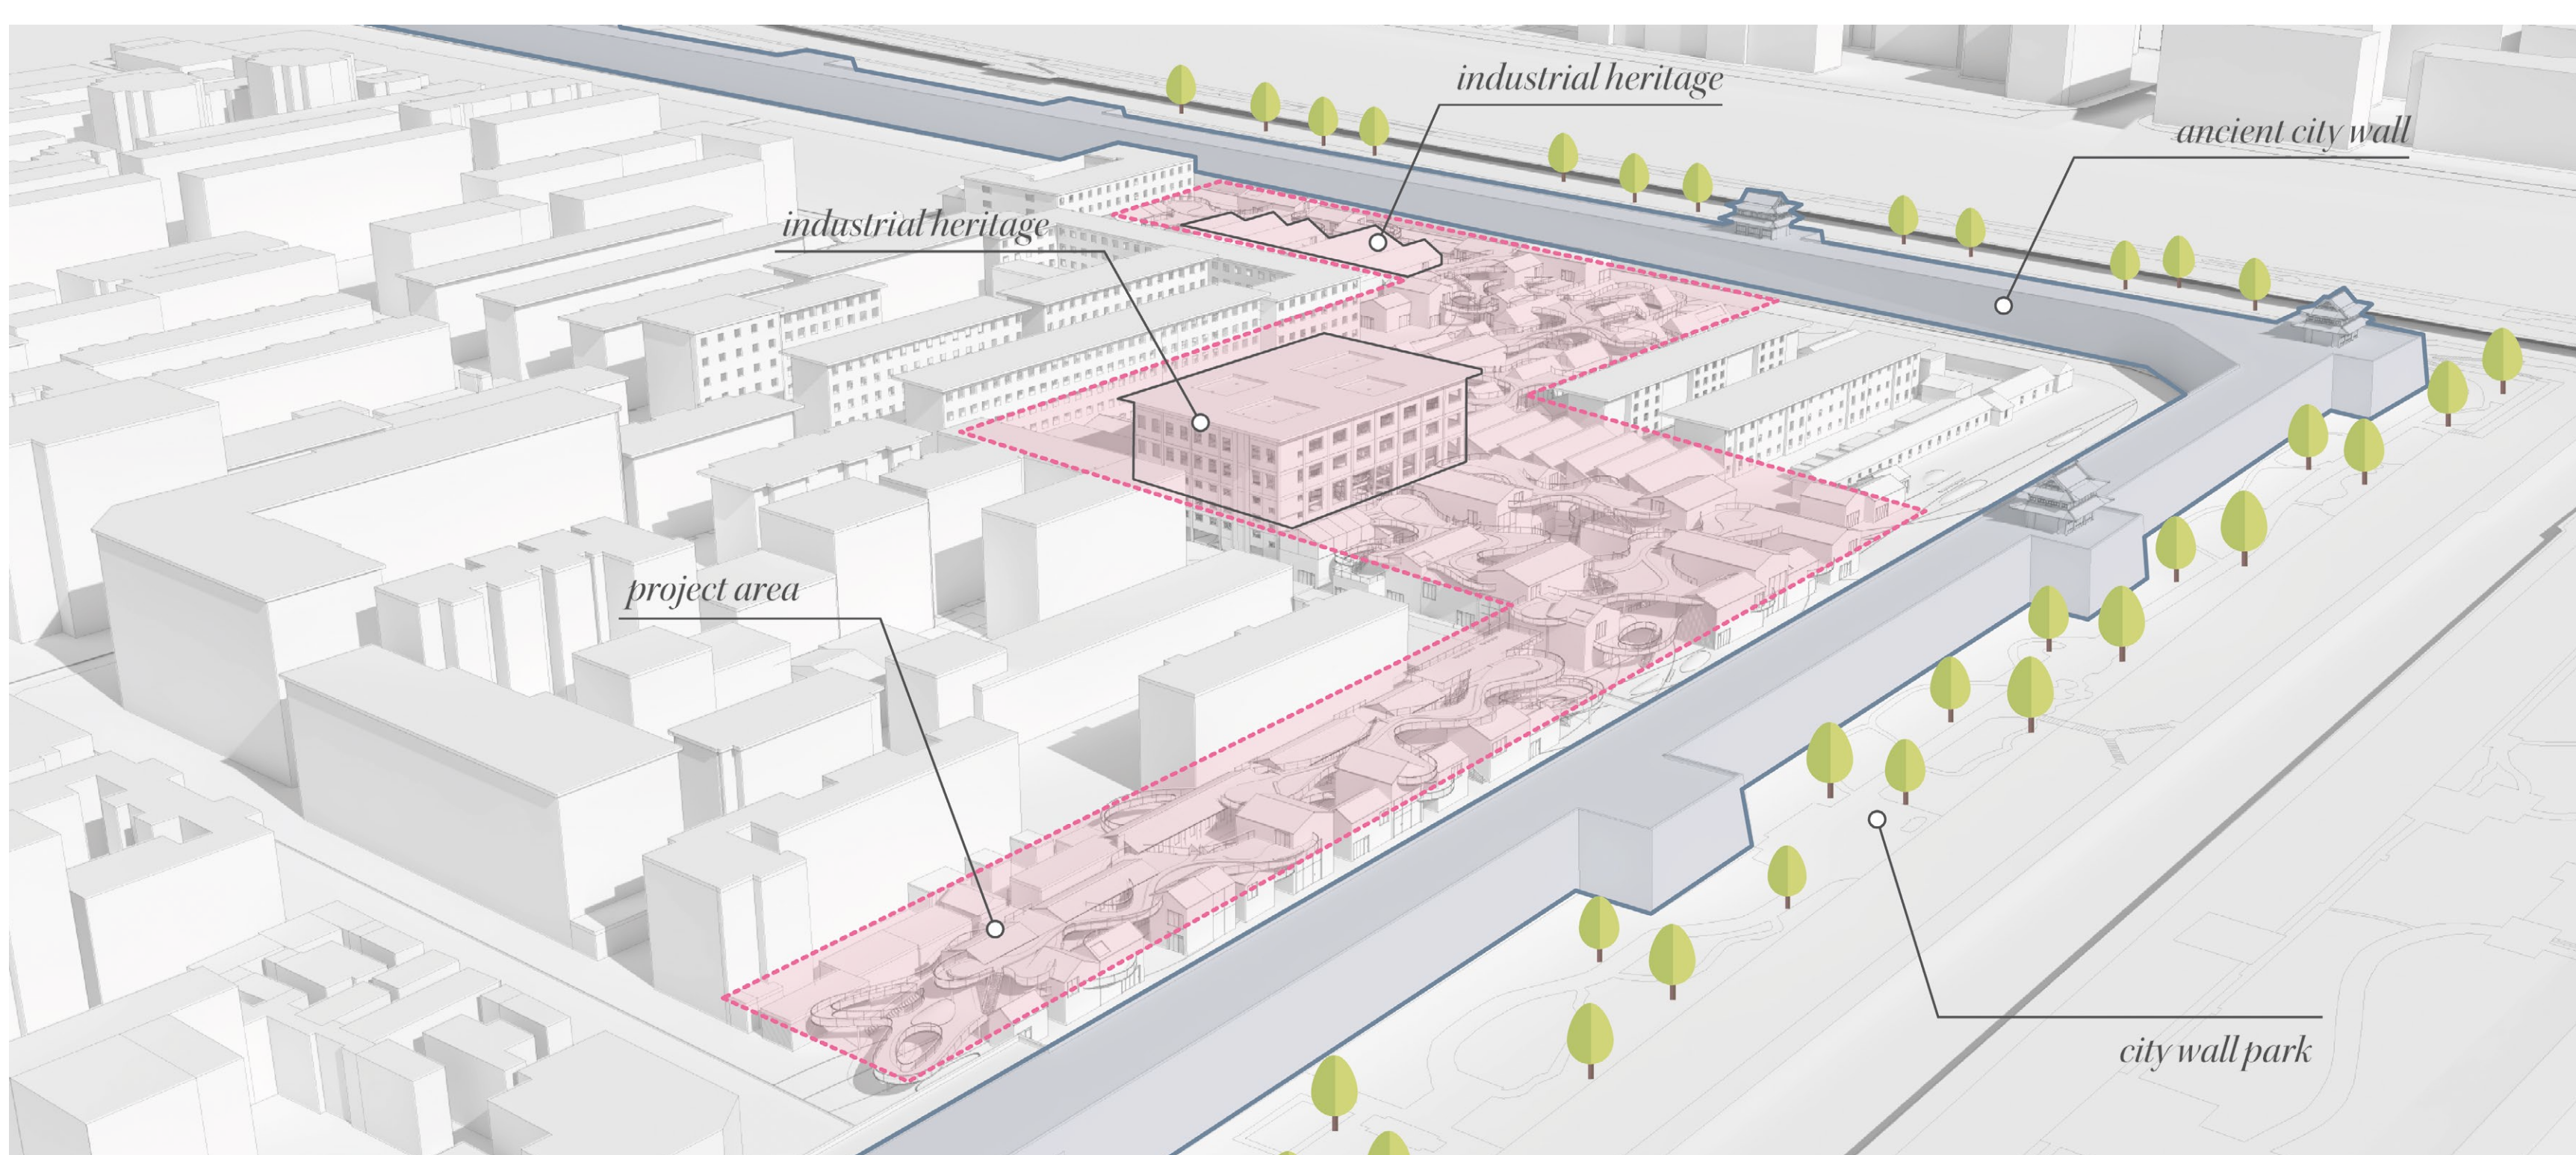 industrial heritage
ancient city wall
industrial heritage
project area
city wall park